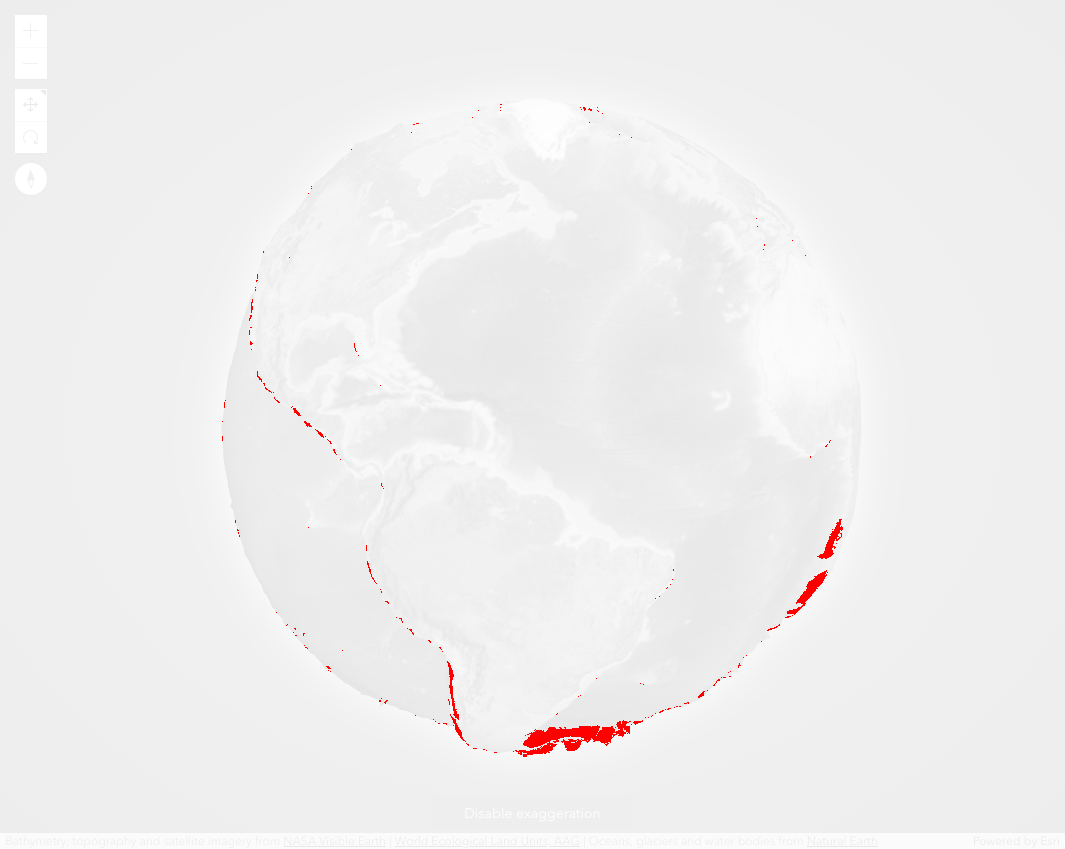 Disable exaggeration
Bathymetry, topography and satellite imagery from NASA Visible Earth | World Ecological Land Units, AAG | Oceans, glaciers and water bodies from Natural Earth Powered by Esri